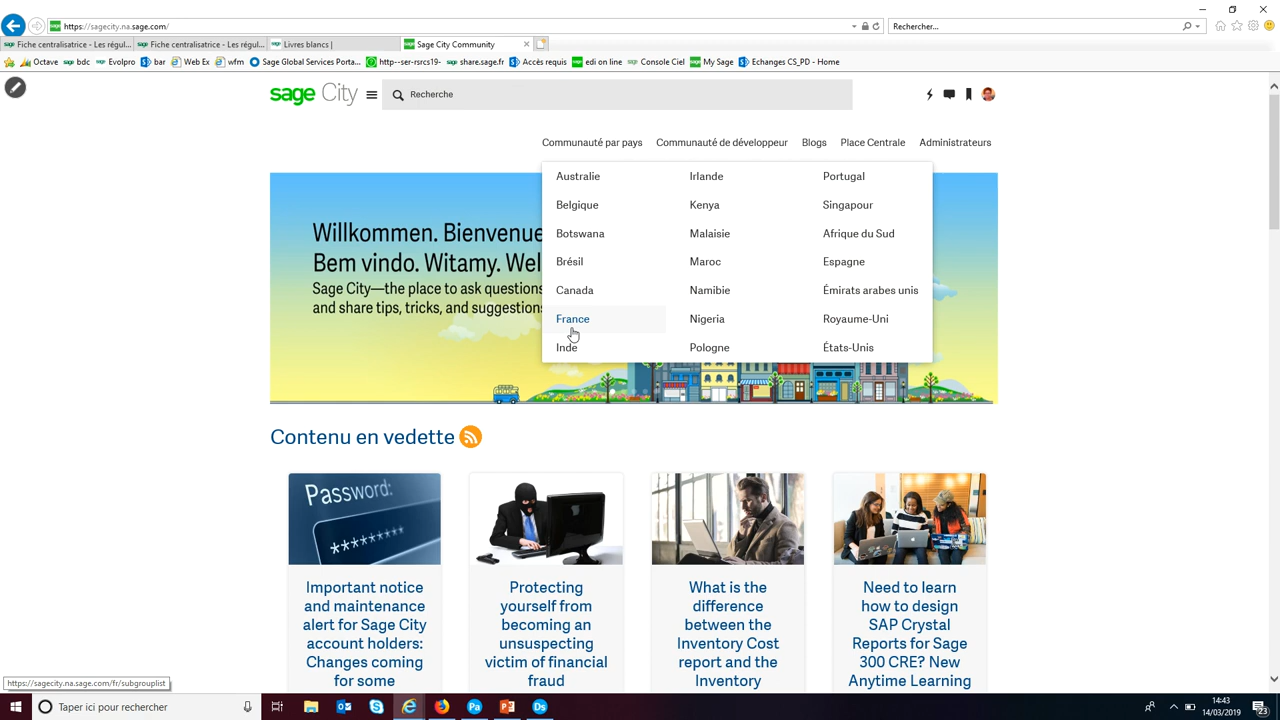 https://sagecity.na.sage.com/
Rechercher...
Fiche centralisatrice - Les régul...
Fiche centralisatrice - Les régul...
Livres blancs |
Sage City Community
Octave
bdc
Evolpro
bar
Web Ex
wfm
Sage Global Services Porta...
http--ser-rsrcs19-
share.sage.fr
Accès requis
edi on line
Console Ciel
My Sage
Echanges CS_PD - Home
sage City
Recherche
Communauté par pays
Communauté de développeur
Blogs
Place Centrale
Administrateurs
Australie
Irlande
Portugal
Belgique
Kenya
Singapour
Botswana
Malaisie
Afrique du Sud
Brésil
Maroc
Espagne
Canada
Namibie
Émirats arabes unis
France
Nigeria
Royaume-Uni
Inde
Pologne
États-Unis
Willkommen. Bienvenue
Bem vindo. Witamy. Wel
Sage City—the place to ask questions
and share tips, tricks, and suggestions
Contenu en vedette
Password:
********
Important notice
and maintenance
alert for Sage City
account holders:
Changes coming
for some
Protecting
yourself from
becoming an
unsuspecting
victim of financial
fraud
What is the
difference
between the
Inventory Cost
report and the
Inventory
Need to learn
how to design
SAP Crystal
Reports for Sage
300 CRE? New
Anytime Learning
https://sagecity.na.sage.com/fr/subgrouplist
Taper ici pour rechercher
14:43
14/03/2019
23